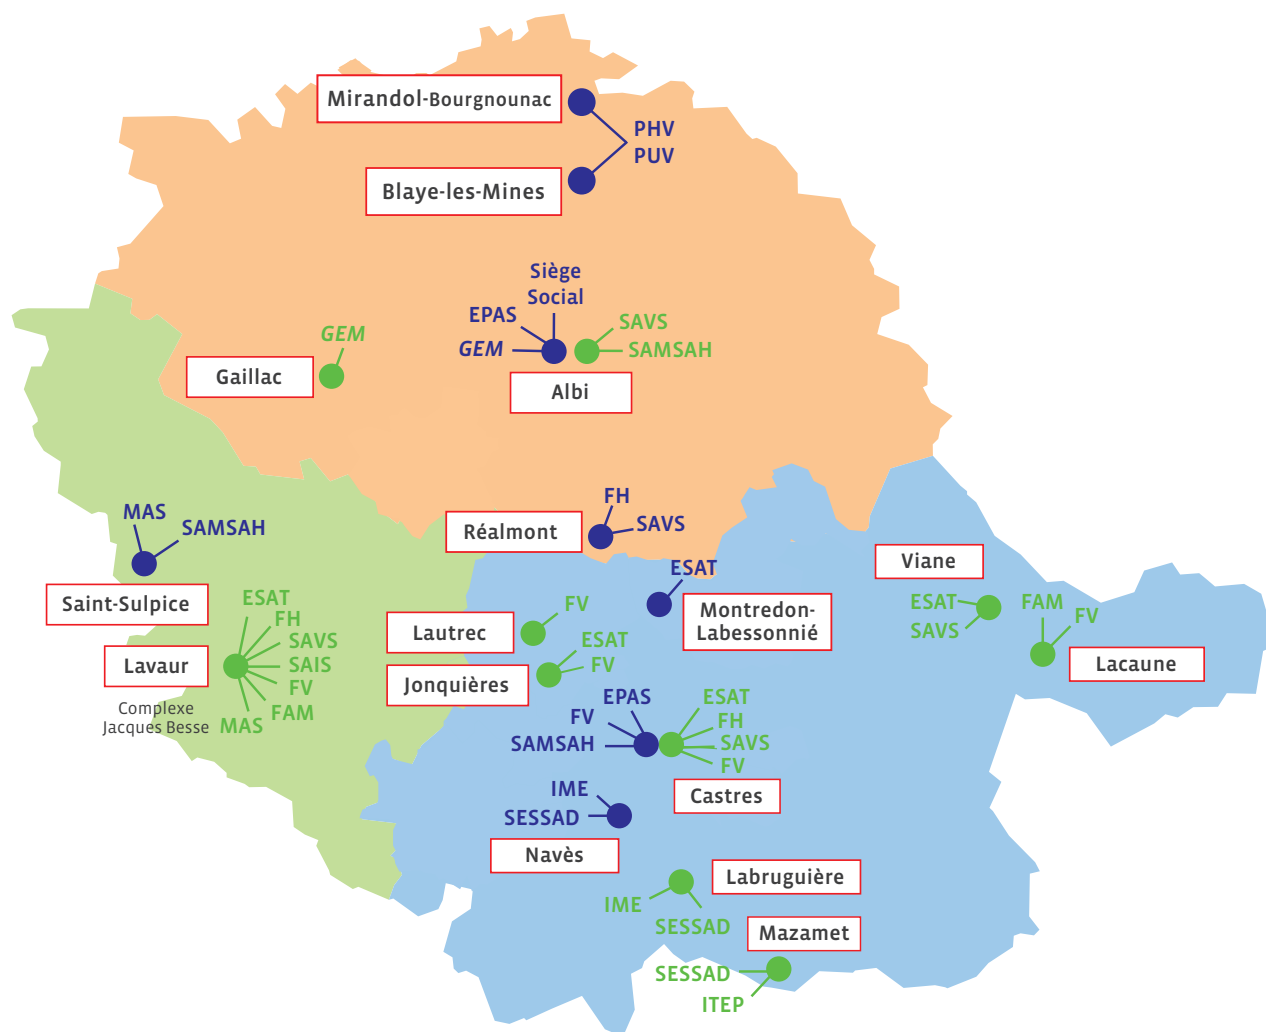 Mirandol-Bourgnounac
PHV
PUV
Blaye-les-Mines
Siège
Social
EPAS
GEM
SAVS
SAMSAH
Albi
GEM
Gaillac
FH
SAVS
Réalmont
MAS
SAMSAH
Saint-Sulpice
ESAT
Montredon-
Labessonnié
Viane
ESAT
SAVS
FAM
FV
Lacaune
ESAT
FH
SAVS
SAIS
FV
FAM
MAS
Lavaur
Complexe
Jacques Besse
FV
Lautrec
ESAT
FV
Jonquières
EPAS
FV
SAMSAH
ESAT
FH
SAVS
FV
Castres
IME
SESSAD
Navès
Labruguière
IME
SESSAD
Mazamet
SESSAD
ITEP